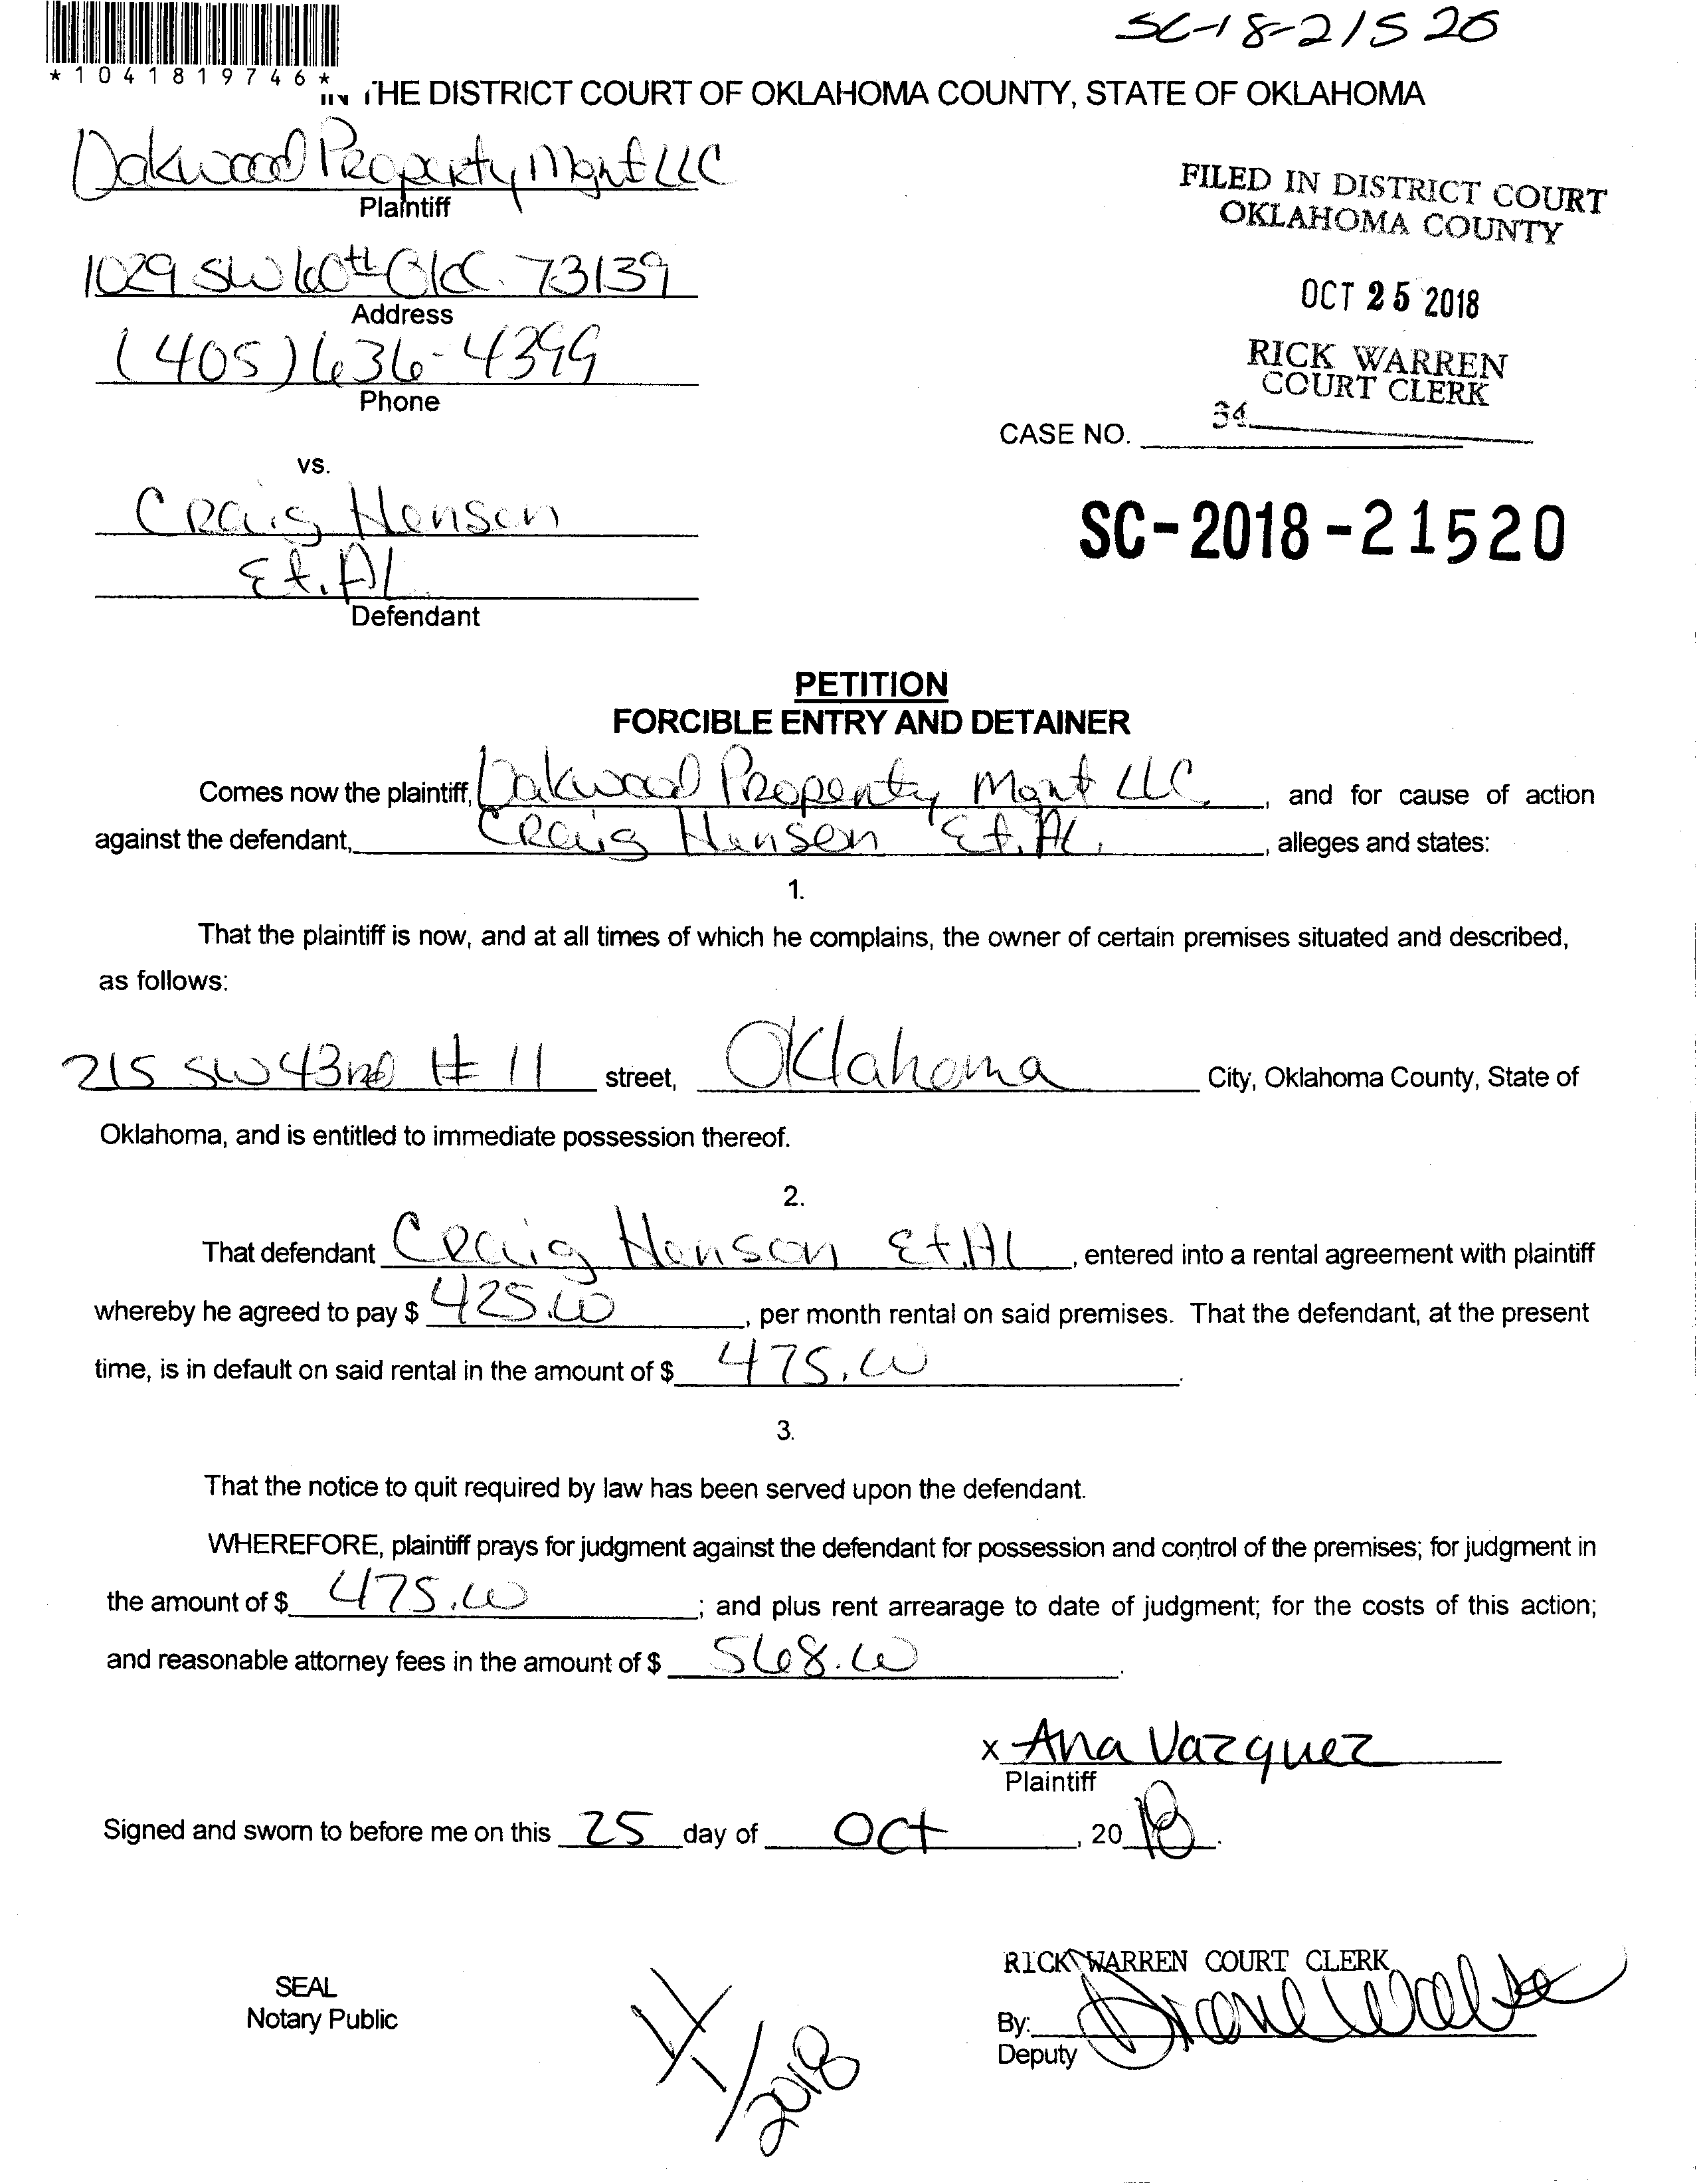 SC-18-21520
*1041819746*
IN THE DISTRICT COURT OF OKLAHOMA COUNTY, STATE OF OKLAHOMA
Oakwood Property Mgnt LLC
Plaintiff
FILED IN DISTRICT COURT
OKLAHOMA COUNTY
1029 SW 60th OKC. 73139
Address
OCT 25 2018
(405) 636-4399
Phone
RICK WARREN
COURT CLERK
34
CASE NO.
vs.
Craig Henson
Et. AL
Defendant
SC-2018-21520
PETITION
FORCIBLE ENTRY AND DETAINER
Comes now the plaintiff, Oakwood Property Mgnt LLC, and for cause of action
against the defendant, Craig Henson Et. AL, alleges and states:
1.
That the plaintiff is now, and at all times of which he complains, the owner of certain premises situated and described,
as follows:
215 SW 43rd # 11 street, Oklahoma City, Oklahoma County, State of
Oklahoma, and is entitled to immediate possession thereof.
2.
That defendant Craig Henson Et. AL, entered into a rental agreement with plaintiff
whereby he agreed to pay $ 425.00, per month rental on said premises. That the defendant, at the present
time, is in default on said rental in the amount of $ 475.00.
3.
That the notice to quit required by law has been served upon the defendant.
WHEREFORE, plaintiff prays for judgment against the defendant for possession and control of the premises; for judgment in
the amount of $ 475.00; and plus rent arrearage to date of judgment; for the costs of this action;
and reasonable attorney fees in the amount of $ 568.00.
x Ana Vazquez
Plaintiff
Signed and sworn to before me on this 25 day of Oct, 2018.
RICK WARREN COURT CLERK
SEAL
Notary Public
By:
Deputy
2018